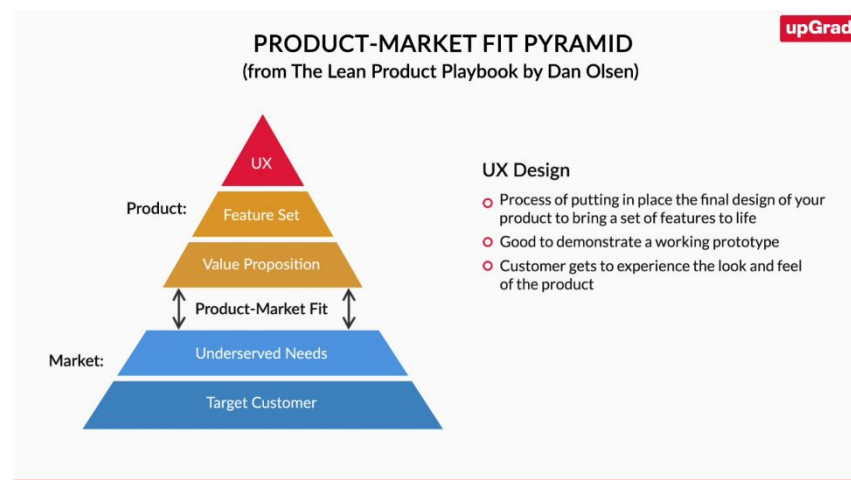 upGrad
PRODUCT-MARKET FIT PYRAMID
(from The Lean Product Playbook by Dan Olsen)
UX
Product:
Feature Set
Value Proposition
Product-Market Fit
Market:
Underserved Needs
Target Customer
UX Design
Process of putting in place the final design of your
product to bring a set of features to life
Good to demonstrate a working prototype
Customer gets to experience the look and feel
of the product